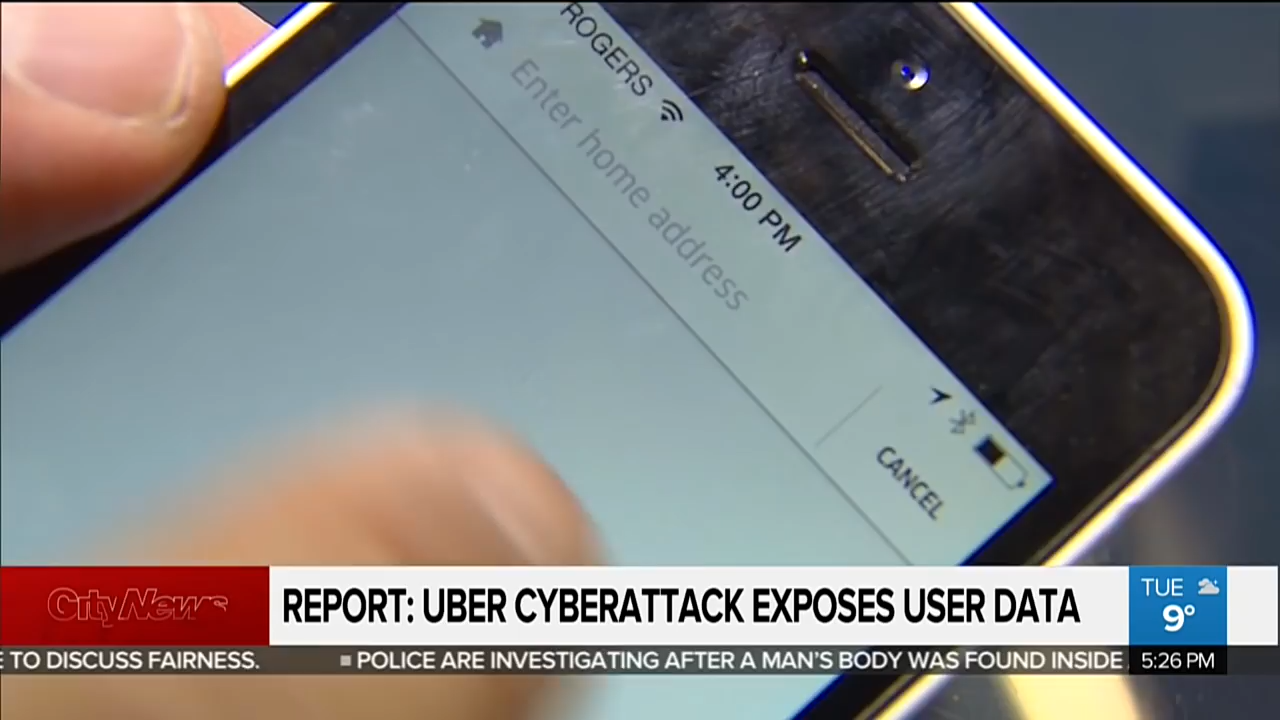 ROGERS 4:00 PM
Enter home address
CANCEL
CityNews
REPORT: UBER CYBERATTACK EXPOSES USER DATA
TUE
9°
E TO DISCUSS FAIRNESS. ■ POLICE ARE INVESTIGATING AFTER A MAN'S BODY WAS FOUND INSIDE
5:26 PM